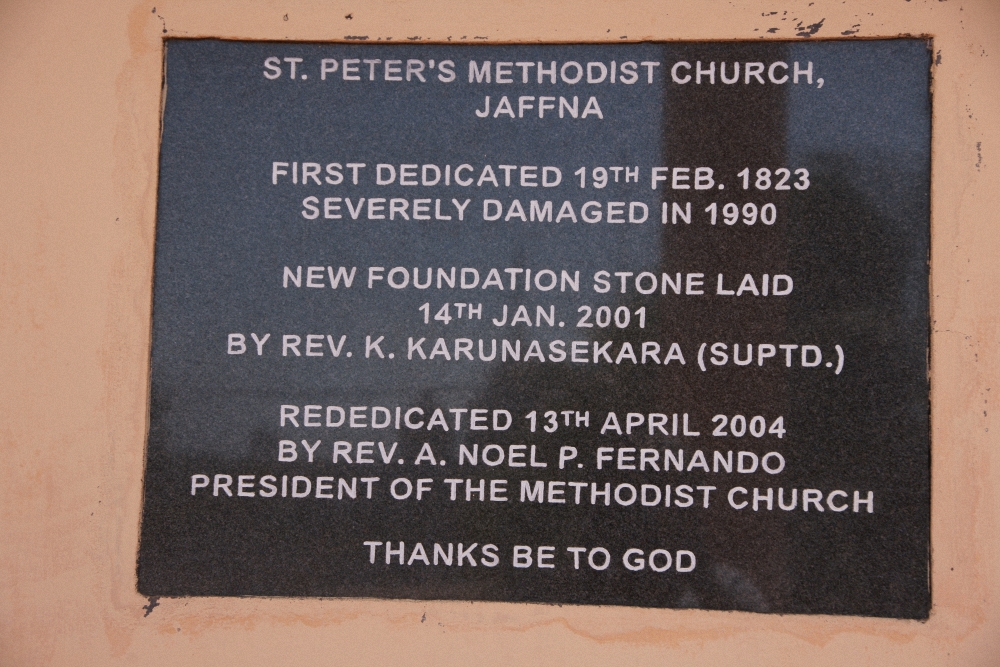 ST. PETER'S METHODIST CHURCH,
JAFFNA
FIRST DEDICATED 19TH FEB. 1823
SEVERELY DAMAGED IN 1990
NEW FOUNDATION STONE LAID
14TH JAN. 2001
BY REV. K. KARUNASEKARA (SUPTD.)
REDEDICATED 13TH APRIL 2004
BY REV. A. NOEL P. FERNANDO
PRESIDENT OF THE METHODIST CHURCH
THANKS BE TO GOD